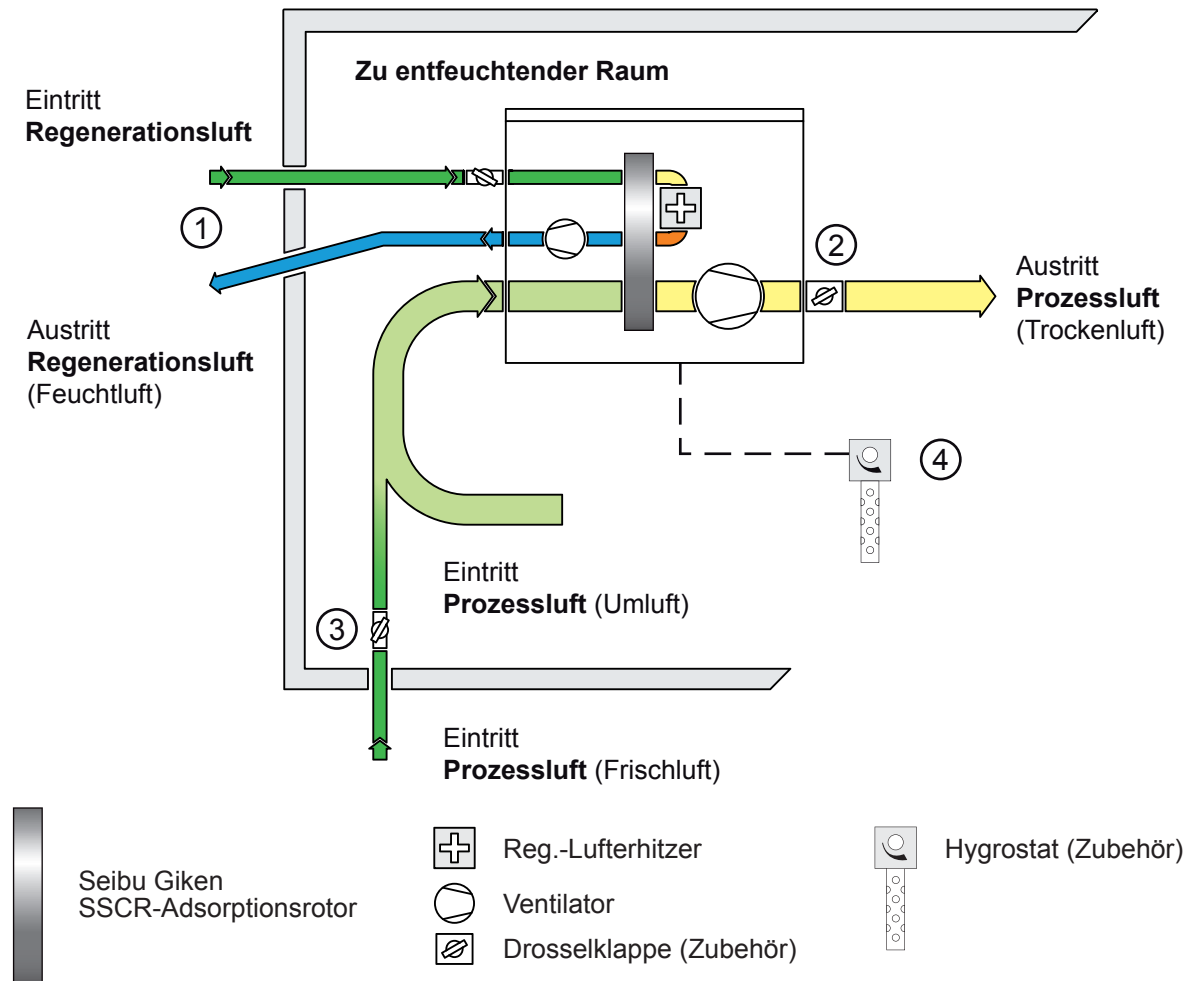 Zu entfeuchtender Raum
Eintritt
Regenerationsluft
1
2
Austritt
Prozessluft
(Trockenluft)
Austritt
Regenerationsluft
(Feuchtluft)
4
Eintritt
Prozessluft (Umluft)
3
Eintritt
Prozessluft (Frischluft)
Seibu Giken
SSCR-Adsorptionsrotor
Reg.-Lufterhitzer
Ventilator
Drosselklappe (Zubehör)
Hygrostat (Zubehör)